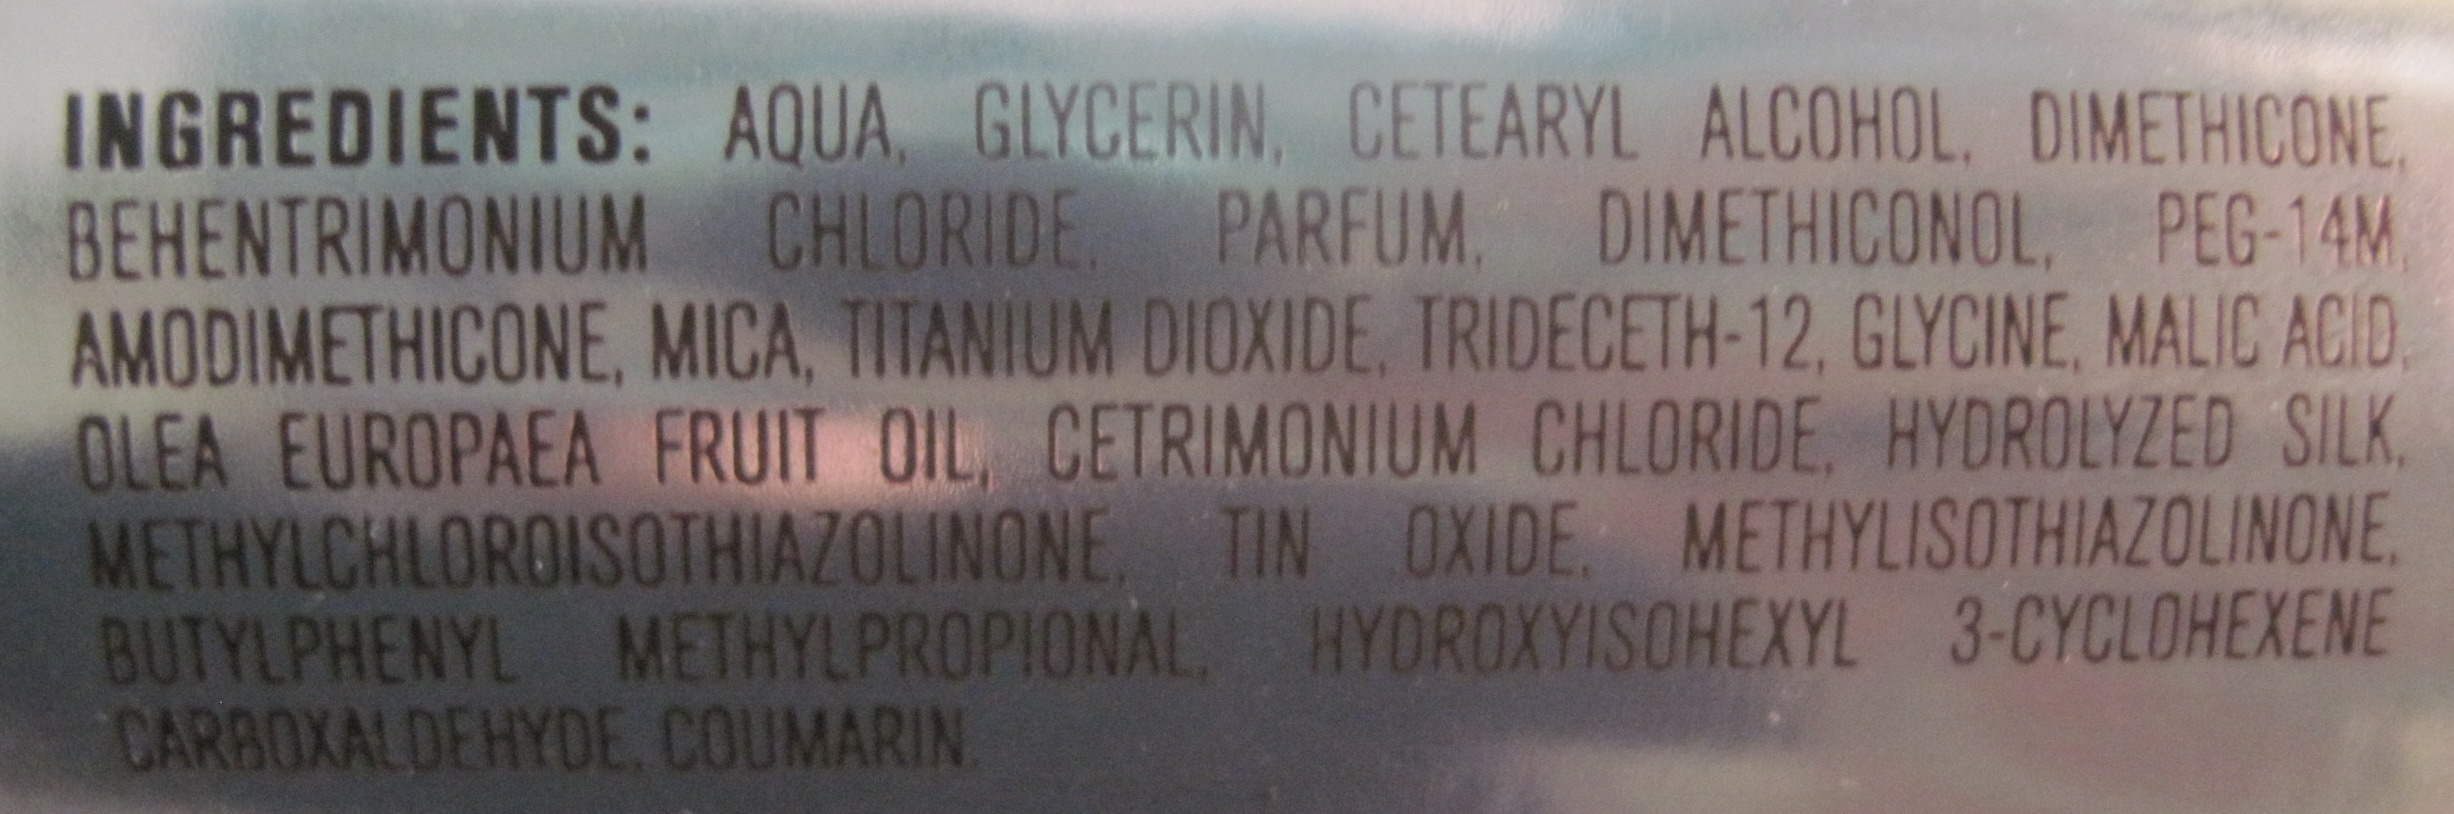 INGREDIENTS: AQUA, GLYCERIN, CETEARYL ALCOHOL, DIMETHICONE,
BEHENTRIMONIUM CHLORIDE, PARFUM, DIMETHICONOL, PEG-14M,
AMODIMETHICONE, MICA, TITANIUM DIOXIDE, TRIDECETH-12, GLYCINE, MALIC ACID,
OLEA EUROPAEA FRUIT OIL, CETRIMONIUM CHLORIDE, HYDROLYZED SILK,
METHYLCHLOROISOTHIAZOLINONE, TIN OXIDE, METHYLISOTHIAZOLINONE,
BUTYLPHENYL METHYLPROPIONAL, HYDROXYISOHEXYL 3-CYCLOHEXENE
CARBOXALDEHYDE, COUMARIN.